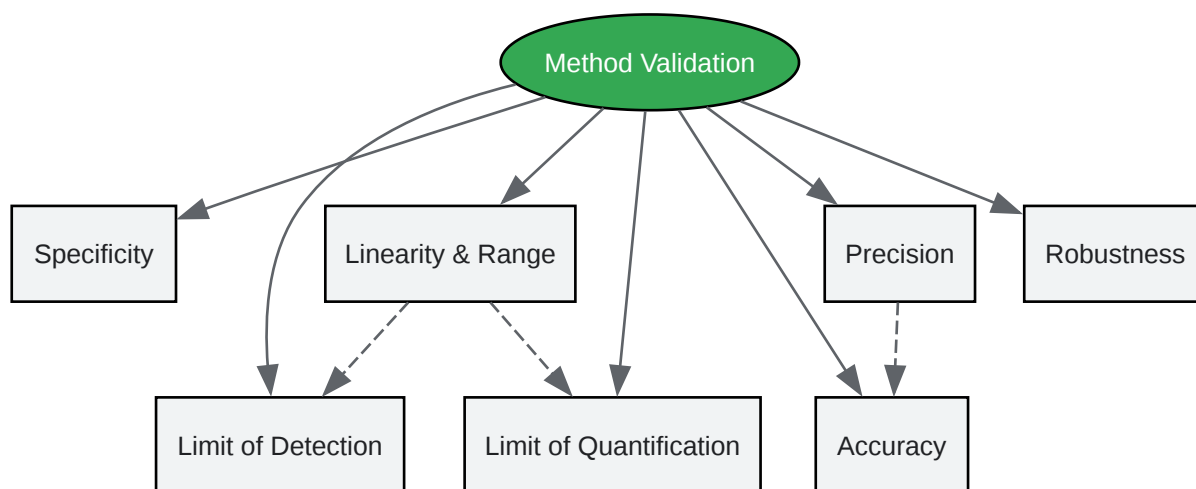 Method Validation
Specificity
Linearity & Range
Precision
Robustness
Limit of Detection
Limit of Quantification
Accuracy